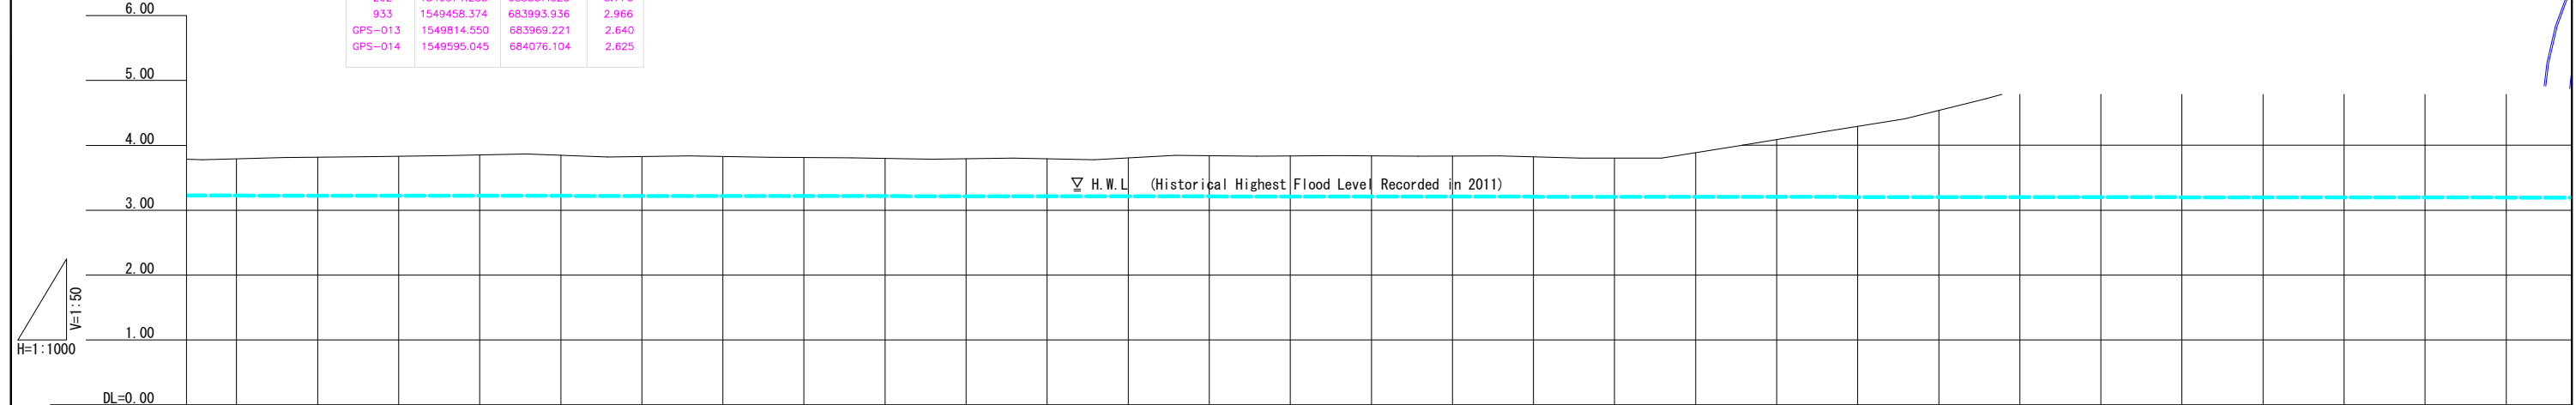 6.00
933 1549458.374 683993.936 2.966
GPS-013 1549814.550 683969.221 2.640
GPS-014 1549595.045 684076.104 2.625
5.00
4.00
H.W.L (Historical Highest Flood Level Recorded in 2011)
3.00
2.00
V=1:50
1.00
H=1:1000
DL=0.00